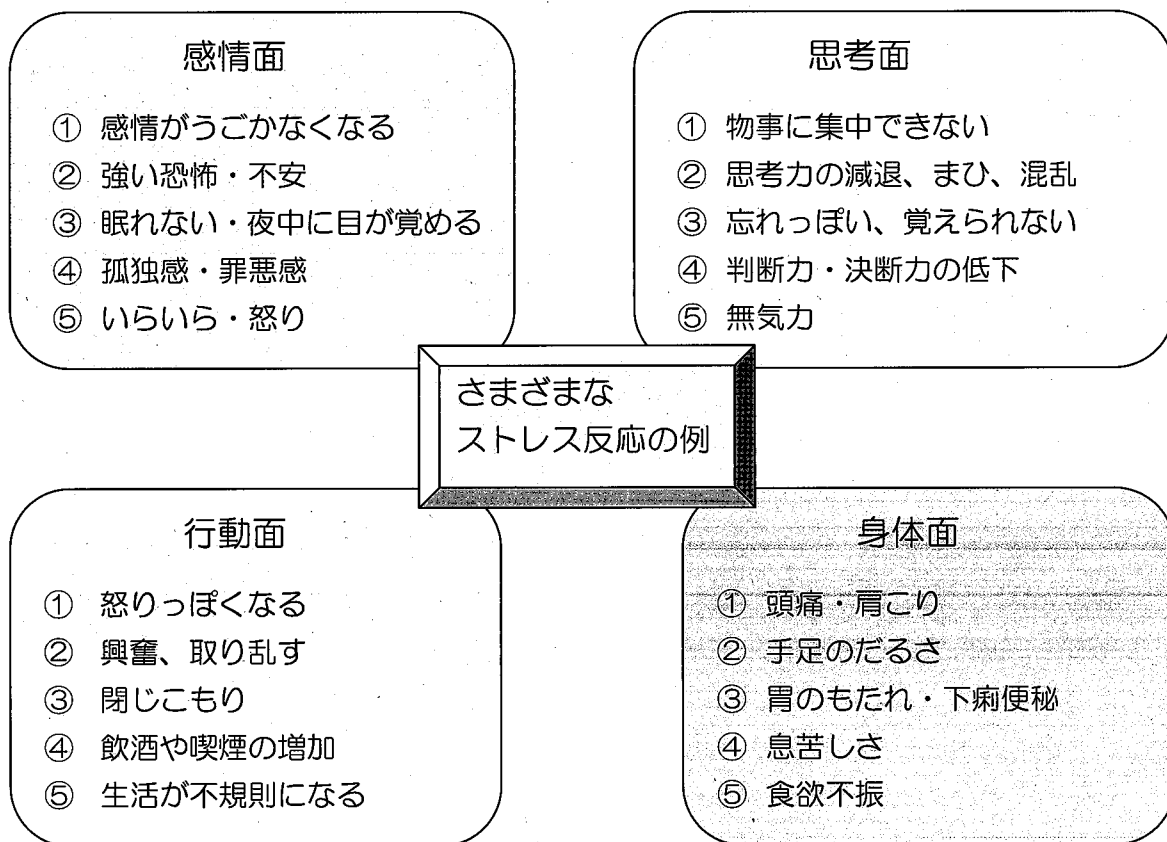 感情面
① 感情がうごかなくなる
② 強い恐怖・不安
③ 眠れない・夜中に目が覚める
④ 孤独感・罪悪感
⑤ いらいら・怒り
思考面
① 物事に集中できない
② 思考力の減退、まひ、混乱
③ 忘れっぽい、覚えられない
④ 判断力・決断力の低下
⑤ 無気力
さまざまな
ストレス反応の例
行動面
① 怒りっぽくなる
② 興奮、取り乱す
③ 閉じこもり
④ 飲酒や喫煙の増加
⑤ 生活が不規則になる
身体面
① 頭痛・肩こり
② 手足のだるさ
③ 胃のもたれ・下痢便秘
④ 息苦しさ
⑤ 食欲不振